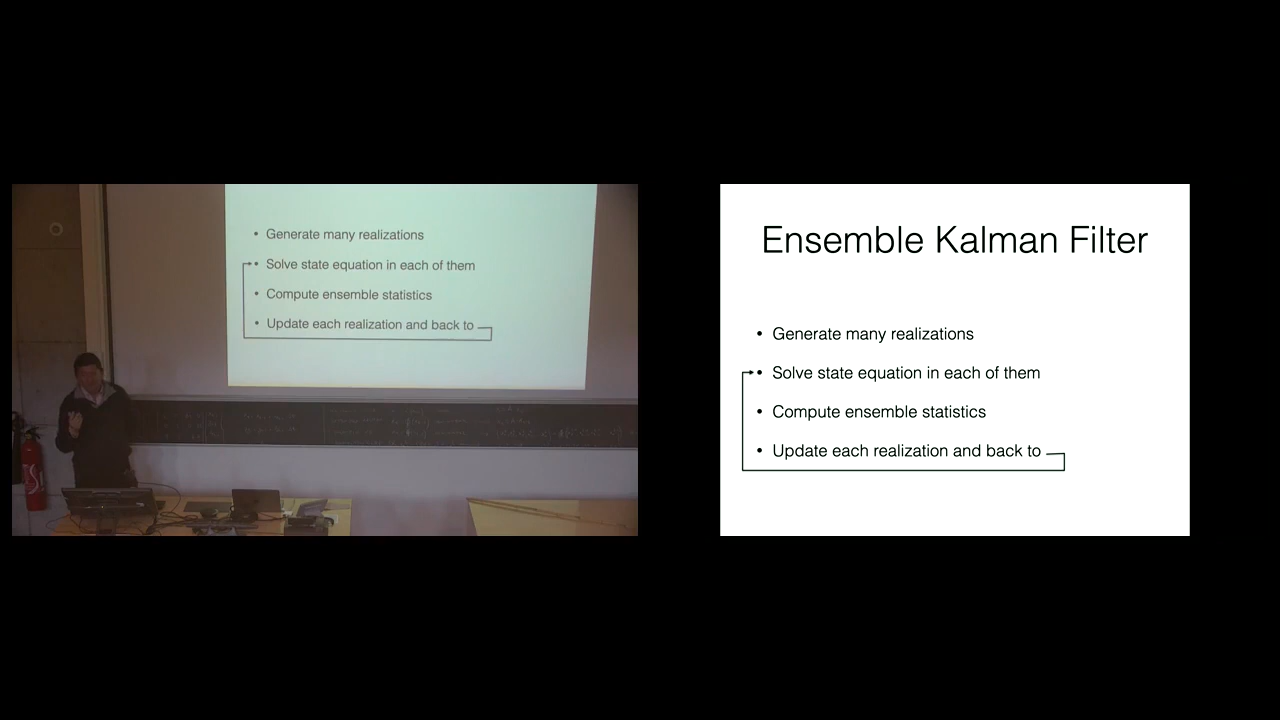 Generate many realizations
Solve state equation in each of them
Compute ensemble statistics
Update each realization and back to
Ensemble Kalman Filter
Generate many realizations
Solve state equation in each of them
Compute ensemble statistics
Update each realization and back to